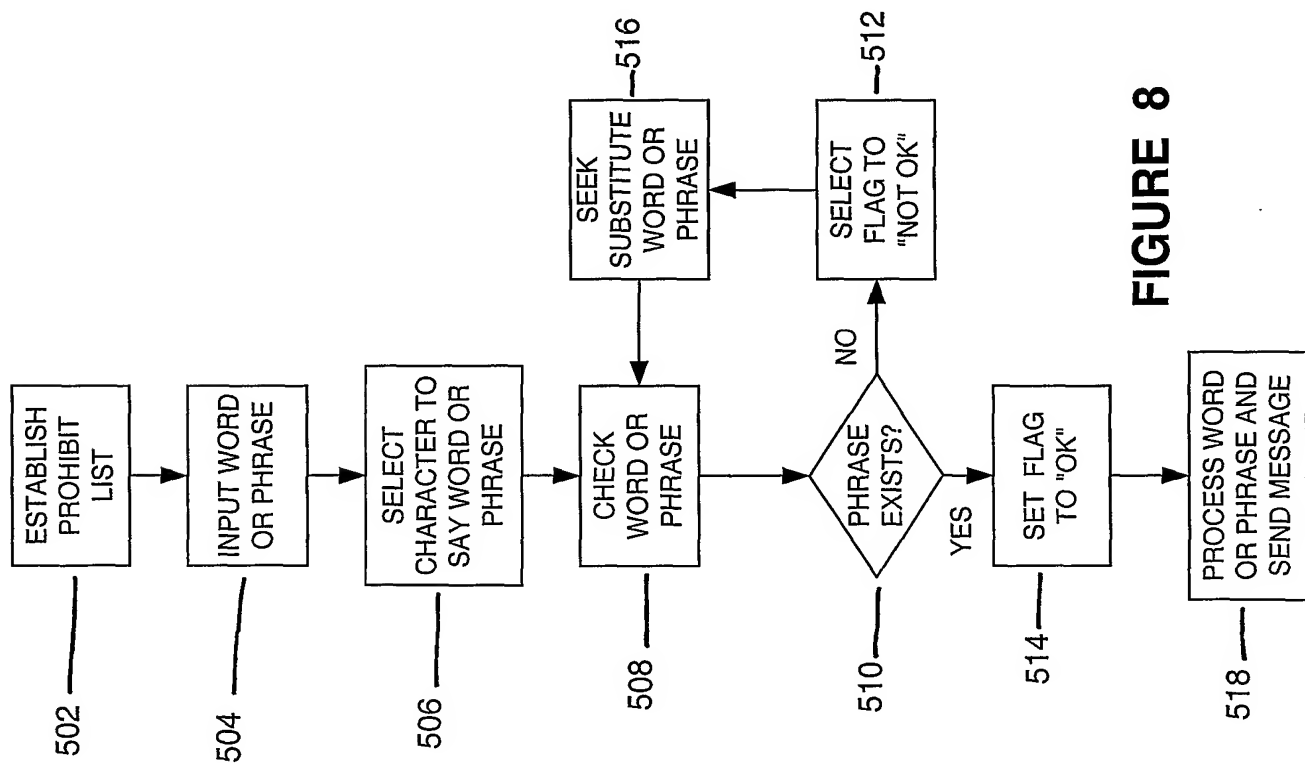 502
ESTABLISH
PROHIBIT
LIST
504
INPUT WORD
OR PHRASE
506
SELECT
CHARACTER TO
SAY WORD OR
PHRASE
508
CHECK
WORD OR
PHRASE
510
PHRASE
EXISTS?
NO
YES
512
SELECT
FLAG TO
"NOT OK"
516
SEEK
SUBSTITUTE
WORD OR
PHRASE
514
SET FLAG
TO "OK"
518
PROCESS WORD
OR PHRASE AND
SEND MESSAGE
FIGURE 8